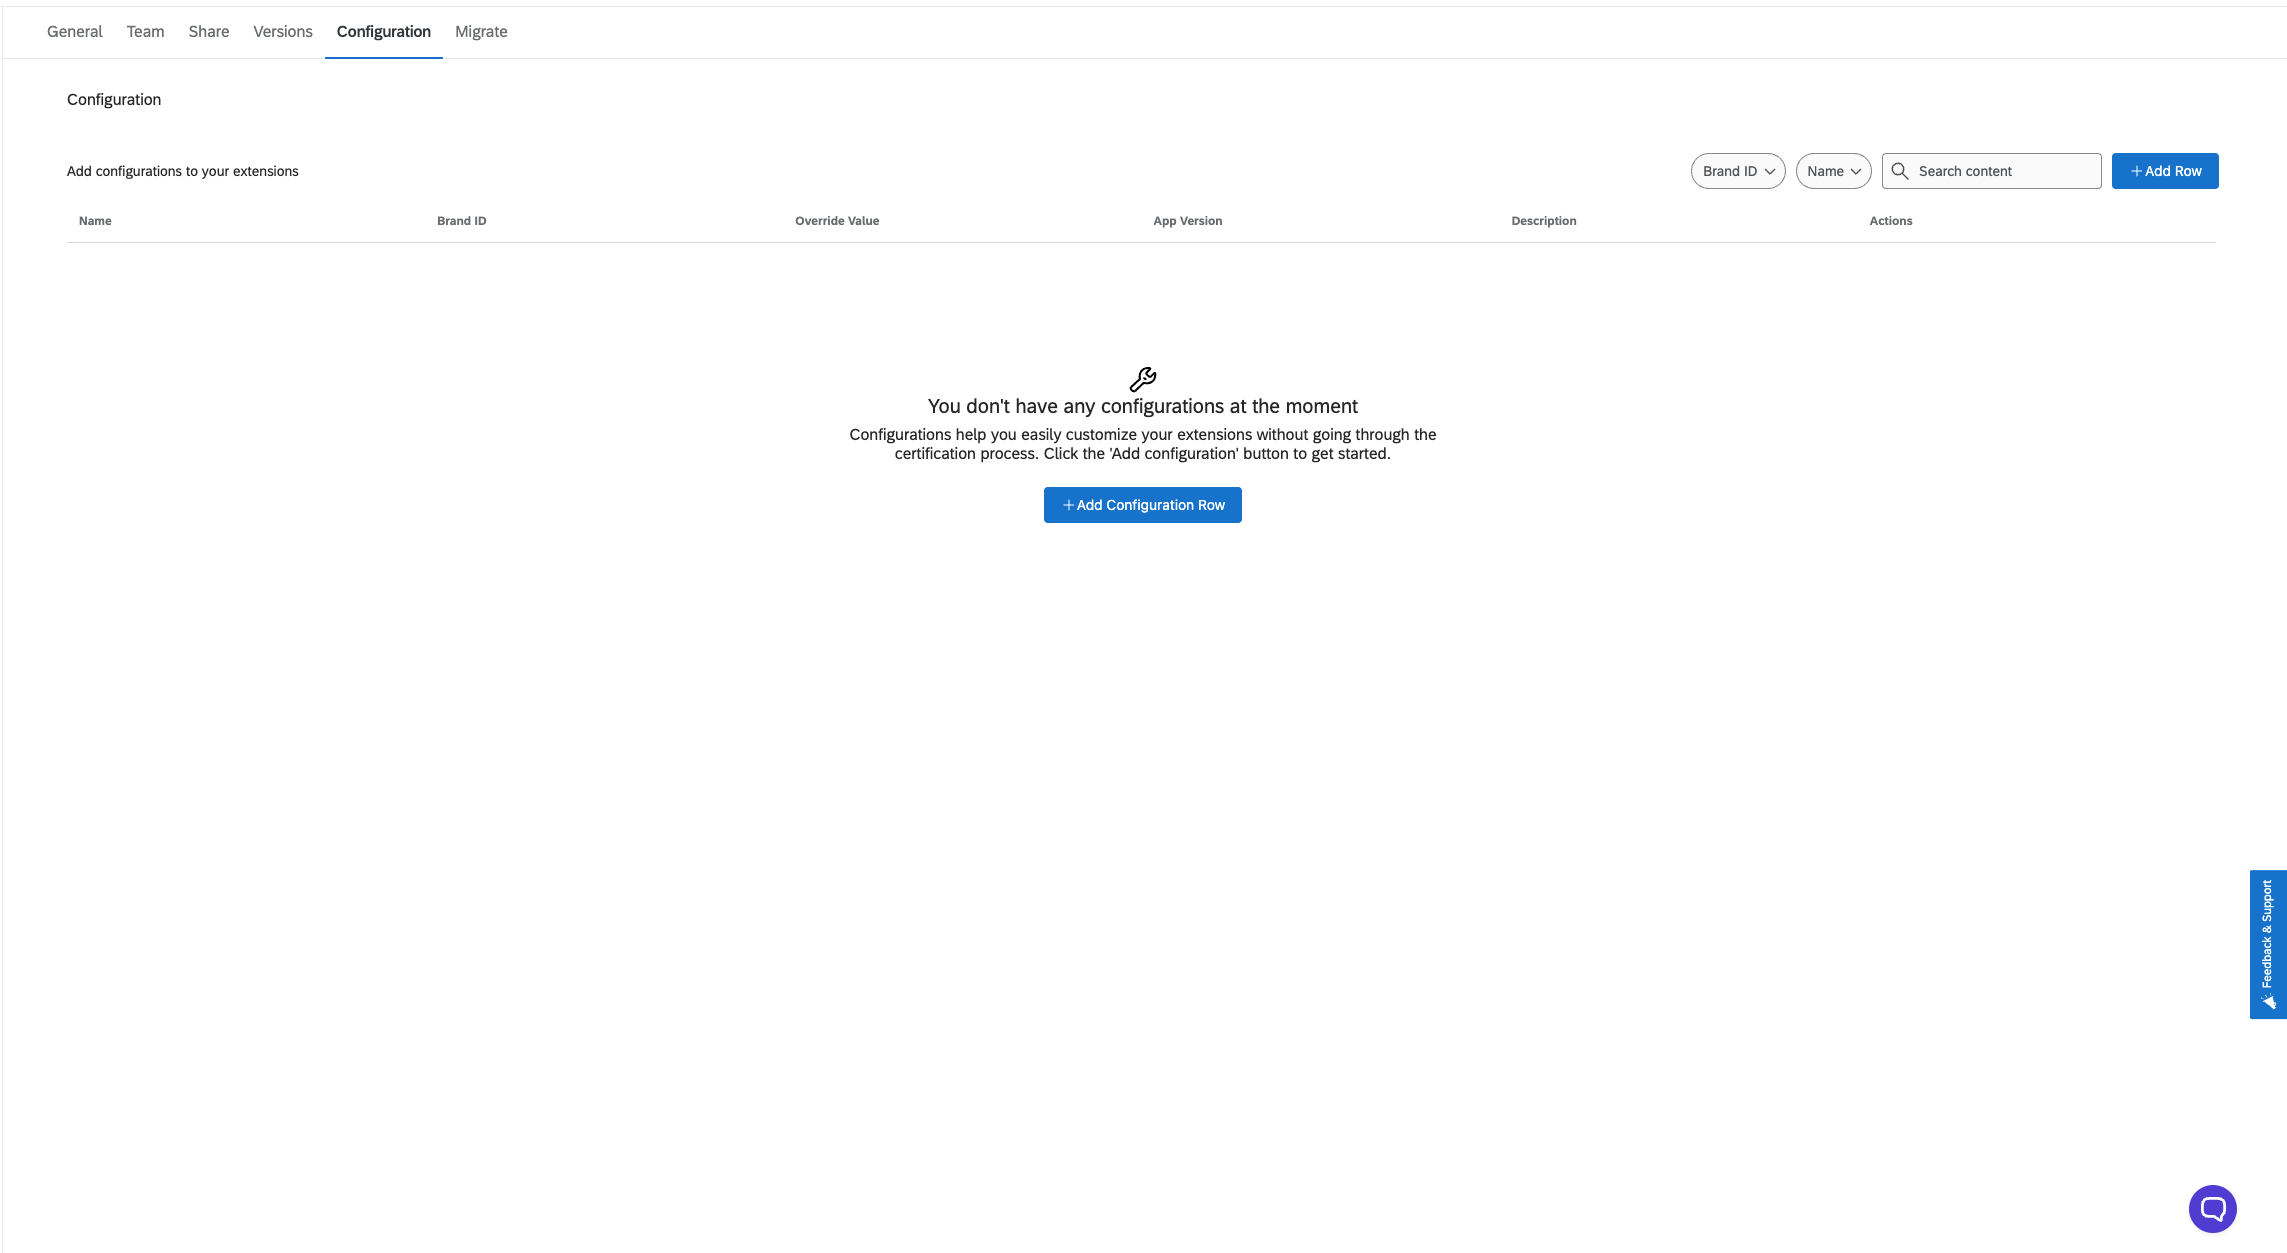 General Team Share Versions Configuration Migrate
Configuration
Add configurations to your extensions
Brand ID Name Search content Add Row
Name Brand ID Override Value App Version Description Actions
You don't have any configurations at the moment
Configurations help you easily customize your extensions without going through the
certification process. Click the 'Add configuration' button to get started.
Add Configuration Row
Feedback & Support